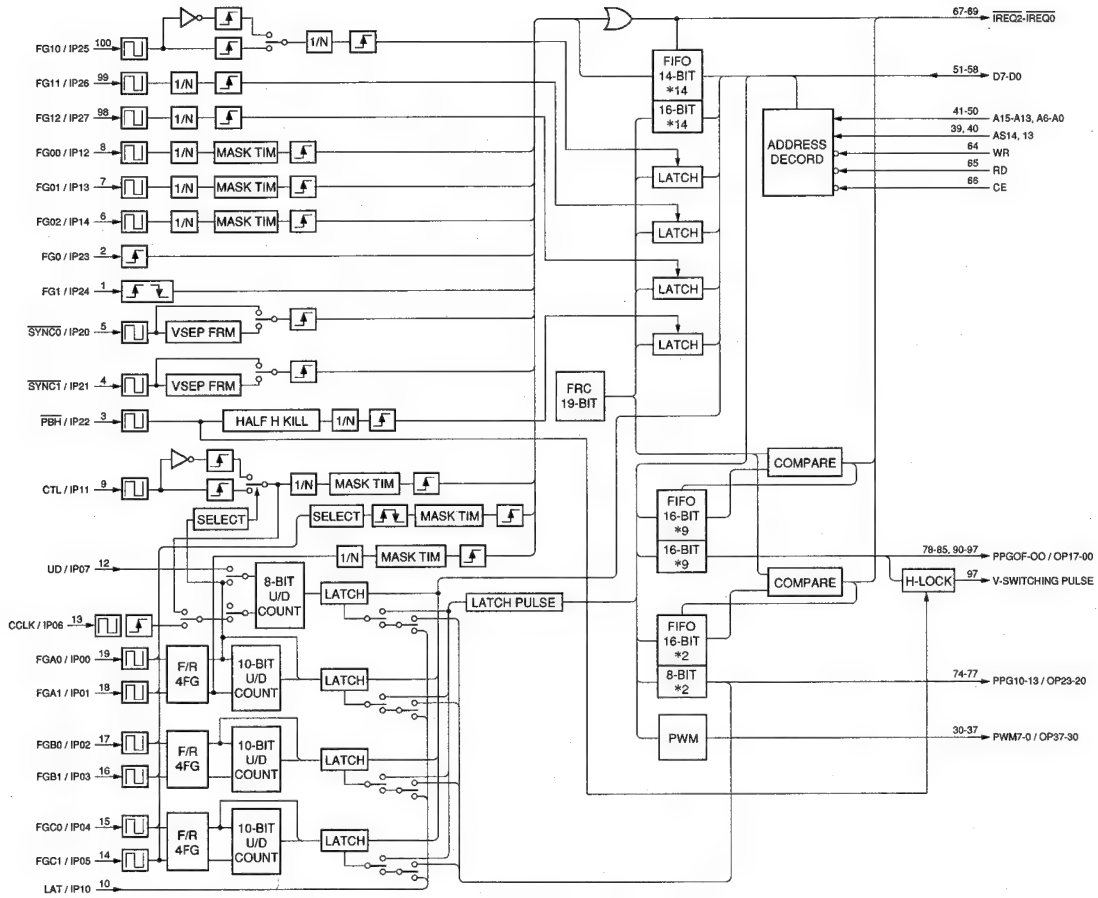 67-69
IREQ2-IREQ0
100
FG10 / IP25
1/N
FIFO
14-BIT
*14
16-BIT
*14
51-58
D7-D0
99
FG11 / IP26
1/N
98
FG12 / IP27
1/N
ADDRESS
DECORD
41-50
A15-A13, A6-A0
39, 40
AS14, 13
64
WR
65
RD
66
CE
8
FG00 / IP12
1/N
MASK TIM
LATCH
7
FG01 / IP13
1/N
MASK TIM
6
FG02 / IP14
1/N
MASK TIM
LATCH
2
FG0 / IP23
1
FG1 / IP24
LATCH
5
SYNC0 / IP20
VSEP FRM
LATCH
4
SYNC1 / IP21
VSEP FRM
FRC
19-BIT
3
PBH / IP22
HALF H KILL
1/N
COMPARE
9
CTL / IP11
1/N
MASK TIM
SELECT
SELECT
MASK TIM
FIFO
16-BIT
*9
16-BIT
*9
1/N
MASK TIM
78-85, 90-97
PPGOF-OO / OP17-00
12
UD / IP07
8-BIT
U/D
COUNT
LATCH
LATCH PULSE
COMPARE
H-LOCK
97
V-SWITCHING PULSE
13
CCLK / IP06
FIFO
16-BIT
*2
8-BIT
*2
19
FGA0 / IP00
F/R
4FG
10-BIT
U/D
COUNT
LATCH
74-77
PPG10-13 / OP23-20
18
FGA1 / IP01
PWM
30-37
PWM7-0 / OP37-30
17
FGB0 / IP02
F/R
4FG
10-BIT
U/D
COUNT
LATCH
16
FGB1 / IP03
15
FGC0 / IP04
F/R
4FG
10-BIT
U/D
COUNT
LATCH
14
FGC1 / IP05
10
LAT / IP10